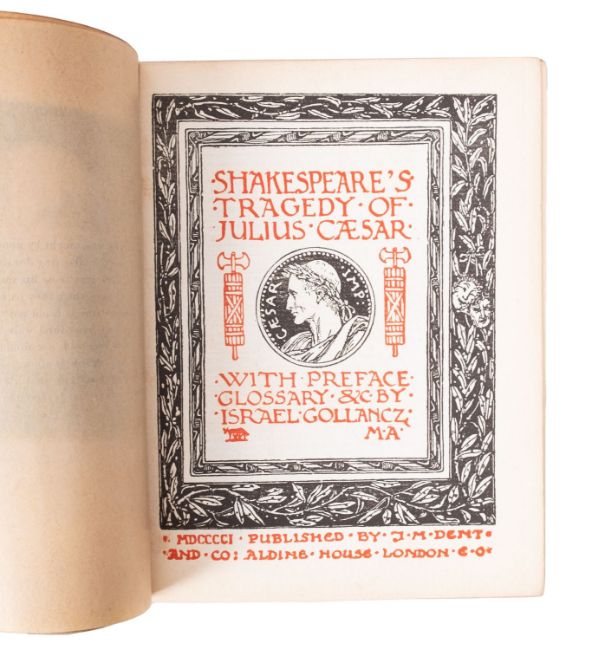 ·SHAKESPEARE'S·
·TRAGEDY·OF·
·JULIUS·CÆSAR·
CÆSAR·IMP·
·WITH·PREFACE·
GLOSSARY·&C·BY·
·ISRAEL·GOLLANCZ,
M·A·
·MDCCCCI·PUBLISHED·BY·J·M·DENT·
·AND·CO:ALDINE·HOUSE·LONDON·E·C·